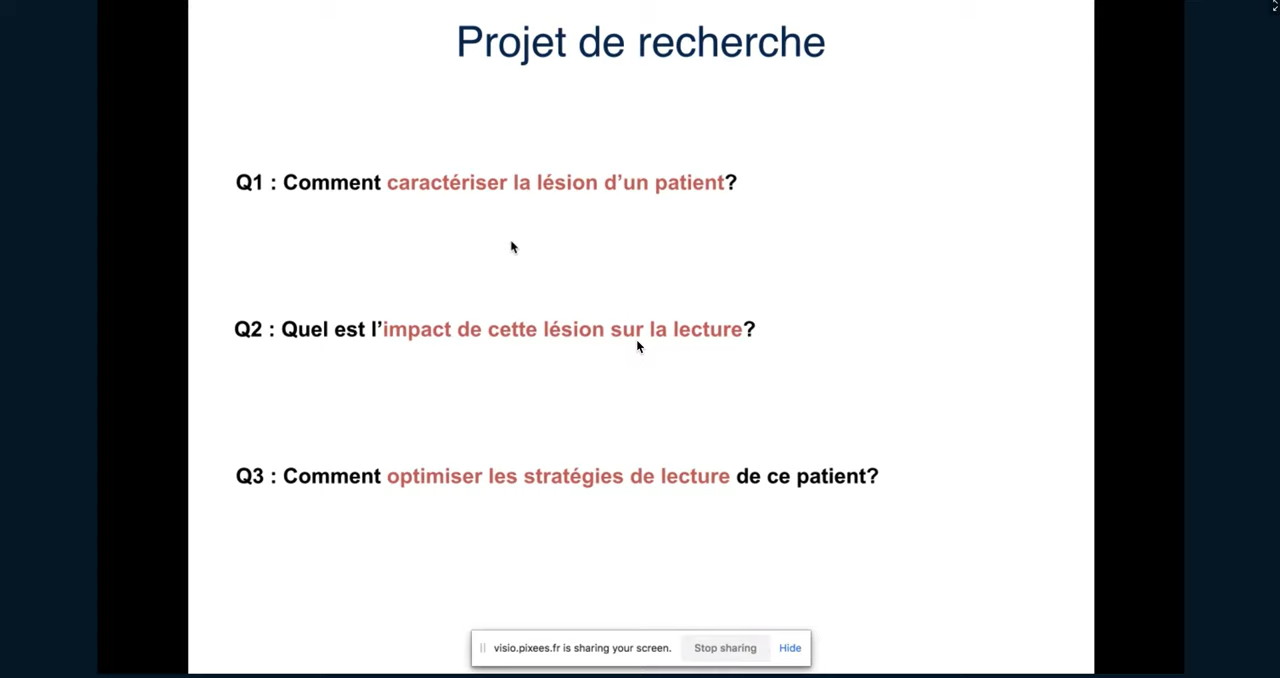 Projet de recherche
Q1 : Comment caractériser la lésion d’un patient?
Q2 : Quel est l’impact de cette lésion sur la lecture?
Q3 : Comment optimiser les stratégies de lecture de ce patient?
visio.pixees.fr is sharing your screen. Stop sharing Hide